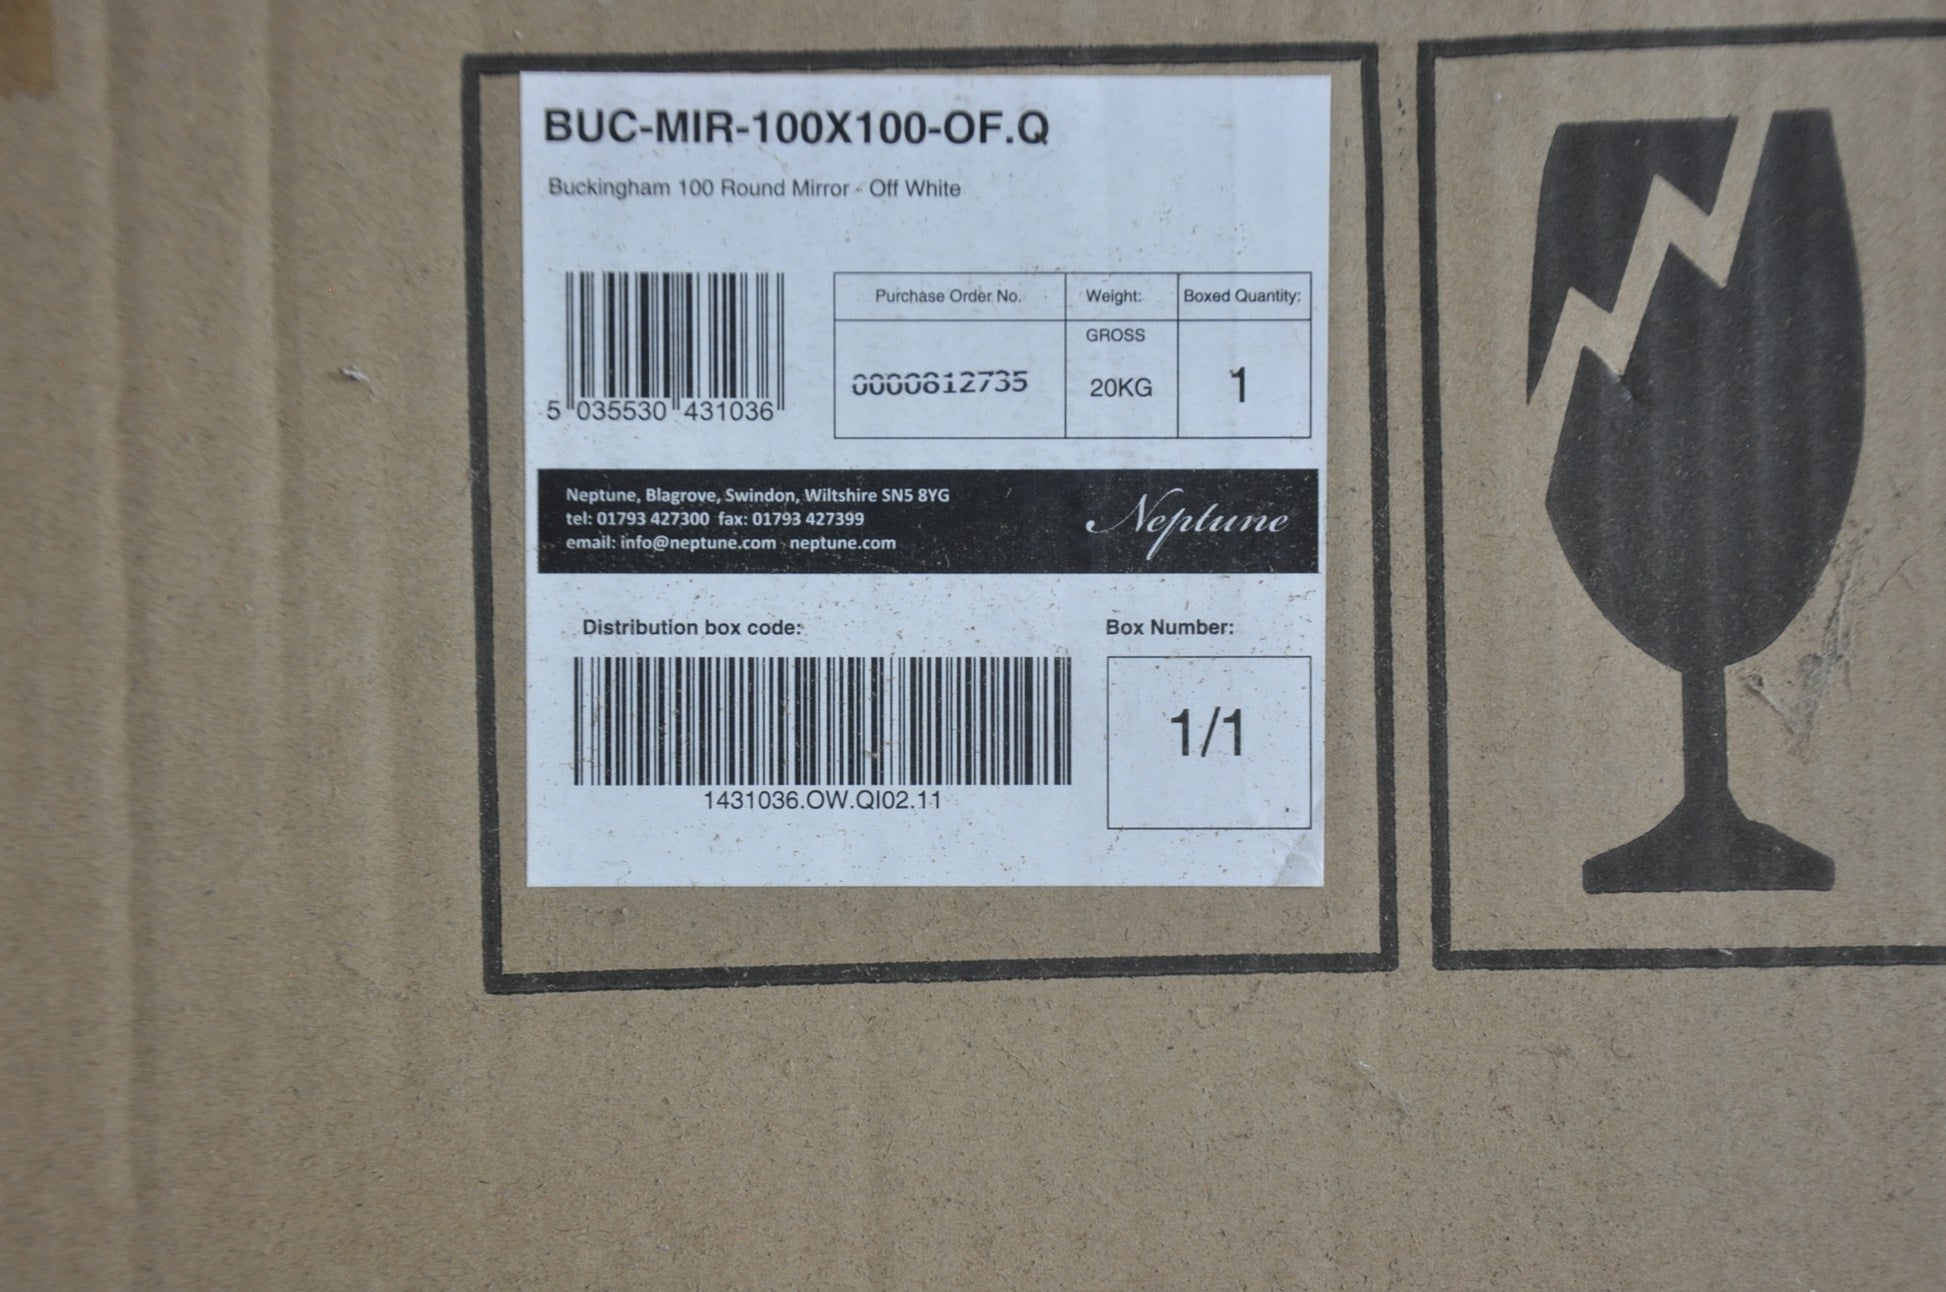 BUC-MIR-100X100-OF.Q
Buckingham 100 Round Mirror - Off White
Purchase Order No. Weight: Boxed Quantity:
GROSS
0000812735 20KG 1
5 035530 431036
Neptune, Blagrove, Swindon, Wiltshire SN5 8YG
tel: 01793 427300 fax: 01793 427399
email: info@neptune.com neptune.com
Neptune
Distribution box code: Box Number:
1/1
1431036.OW.QI02.11